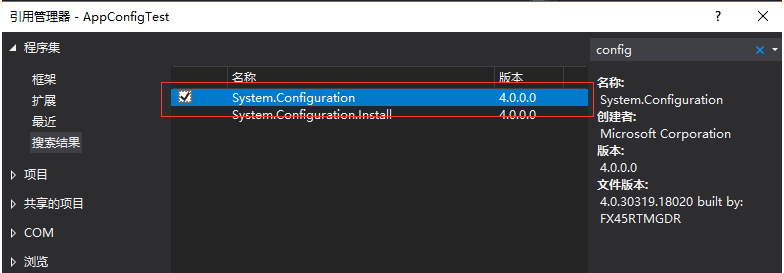 引用管理器 - AppConfigTest
程序集
框架
扩展
最近
搜索结果
项目
共享的项目
COM
浏览
名称 版本
System.Configuration 4.0.0.0
System.Configuration.Install 4.0.0.0
config
名称:
System.Configuration
创建者:
Microsoft Corporation
版本:
4.0.0.0
文件版本:
4.0.30319.18020 built by:
FX45RTMGDR